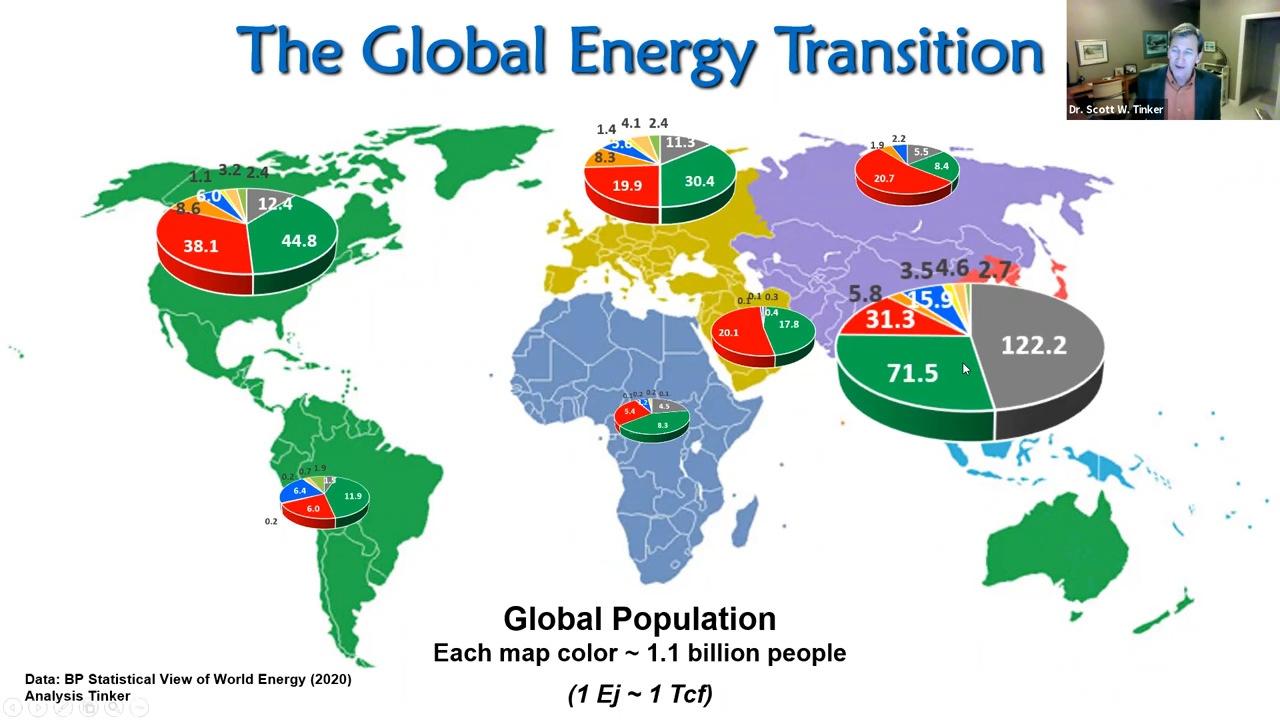 The Global Energy Transition
Dr. Scott W. Tinker
1.4 4.1 2.4
11.3
8.3
19.9
30.4
1.9 2.2
5.5
8.4
20.7
1.1 3.2 2.4
6.0
12.4
8.6
38.1
44.8
3.5 4.6 2.7
5.8
15.9
31.3
122.2
71.5
0.1 0.1 0.3
0.4
17.8
20.1
4.5
5.4
8.3
0.2 1.9
6.4
11.9
6.0
0.2
Global Population
Each map color ~ 1.1 billion people
(1 Ej ~ 1 Tcf)
Data: BP Statistical View of World Energy (2020)
Analysis Tinker